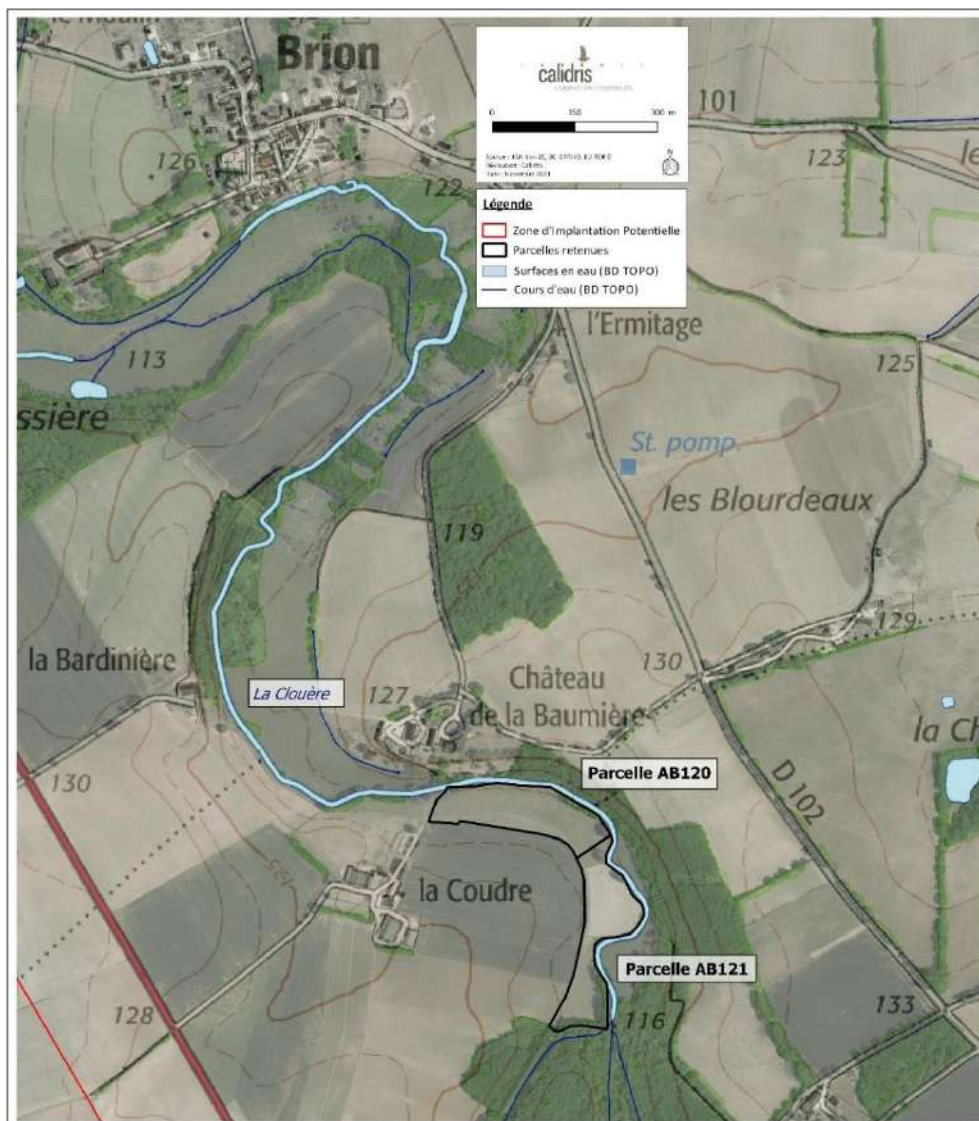 le Moulin
Brion
126
122
calidris
0 150 300 m
N
Légende
Zone d'Implantation Potentielle
Parcelles retenues
Surfaces en eau (BD TOPO)
Cours d'eau (BD TOPO)
101
123
le
113
ssière
l'Ermitage
125
St. pomp.
les Blourdeaux
119
129
130
la Bardinière
La Clouère
127
Château
de la Baumière
la Ch
130
Parcelle AB120
D 102
la Coudre
Parcelle AB121
128
116
133